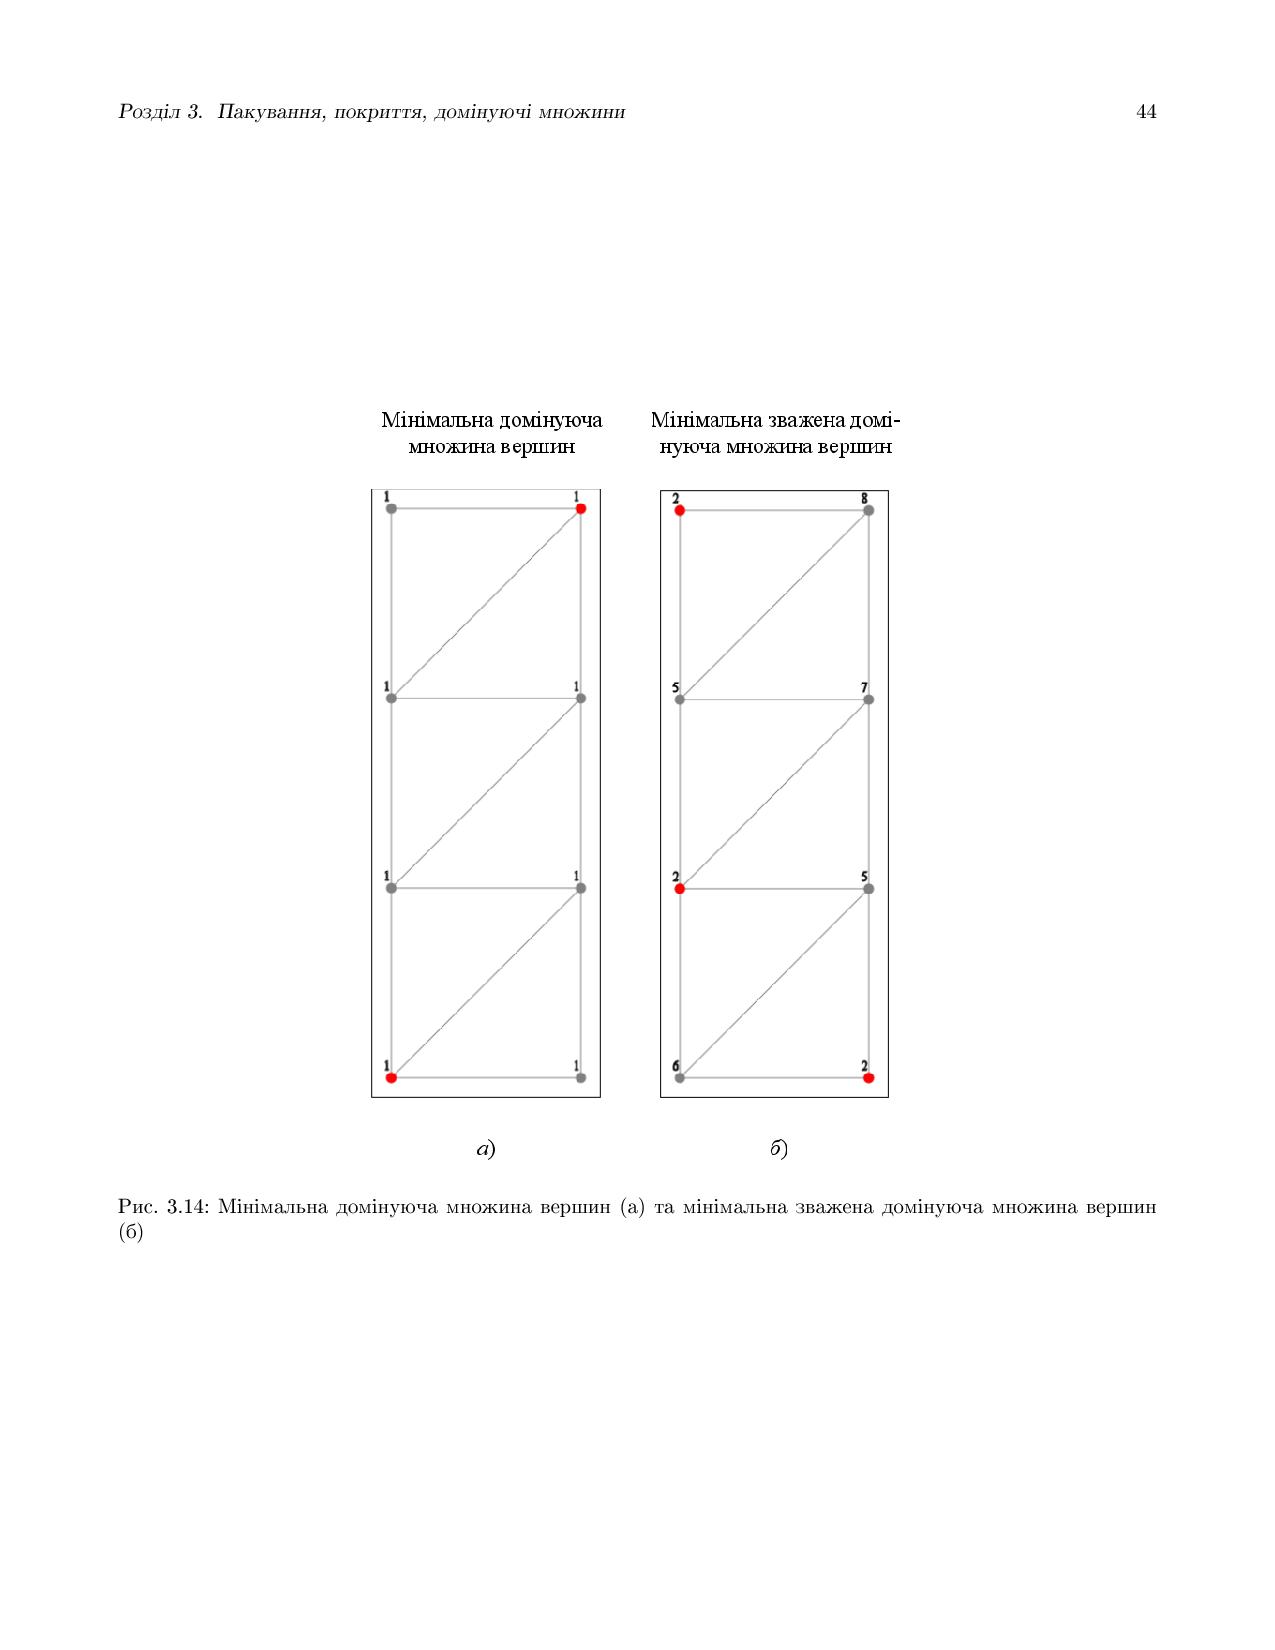 Розділ 3. Пакування, покриття, домінуючі множини 44
Мінімальна домінуюча
множина вершин
Мінімальна зважена домі-
нуюча множина вершин
1 1
1 1
1 1
1 1
2 8
5 7
2 5
6 2
а)
б)
Рис. 3.14: Мінімальна домінуюча множина вершин (а) та мінімальна зважена домінуюча множина вершин
(б)